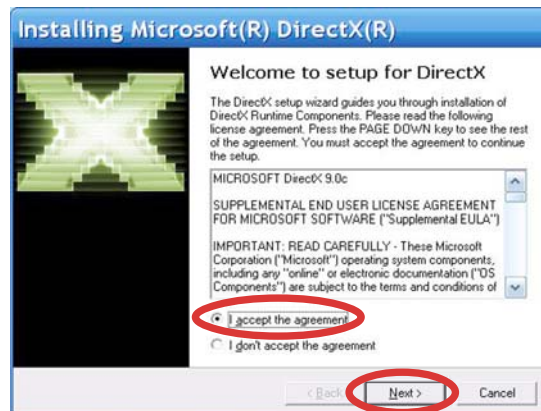 Installing Microsoft(R) DirectX(R)
Welcome to setup for DirectX
The DirectX setup wizard guides you through installation of
DirectX Runtime Components. Please read the following
license agreement. Press the PAGE DOWN key to see the rest
of the agreement. You must accept the agreement to continue
the setup.
MICROSOFT DirectX 9.0c
SUPPLEMENTAL END USER LICENSE AGREEMENT
FOR MICROSOFT SOFTWARE ("Supplemental EULA")
IMPORTANT: READ CAREFULLY - These Microsoft
Corporation ("Microsoft") operating system components,
including any "online" or electronic documentation ("OS
Components") are subject to the terms and conditions of
I accept the agreement
I don't accept the agreement
< Back
Next >
Cancel